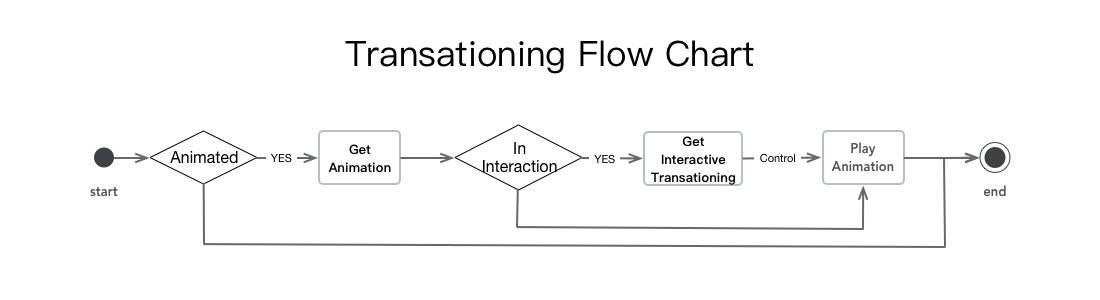 Transationing Flow Chart
Animated
YES
Get
Animation
In
Interaction
YES
Get
Interactive
Transationing
Control
Play
Animation
start
end